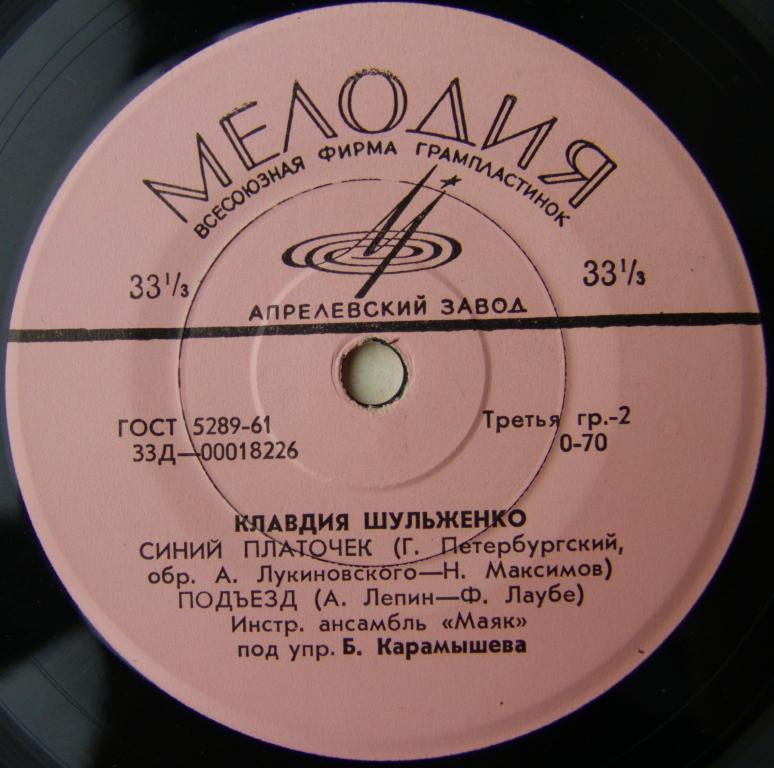 МЕЛОДИЯ
ВСЕСОЮЗНАЯ ФИРМА ГРАМПЛАСТИНОК
33⅓ 33⅓
АПРЕЛЕВСКИЙ ЗАВОД
ГОСТ 5289-61 Третья гр.-2
33Д—00018226 0-70
КЛАВДИЯ ШУЛЬЖЕНКО
СИНИЙ ПЛАТОЧЕК (Г. Петербургский,
обр. А. Лукиновского—Н. Максимов)
ПОДЪЕЗД (А. Лепин—Ф. Лаубе)
Инстр. ансамбль «Маяк»
под упр. Б. Карамышева